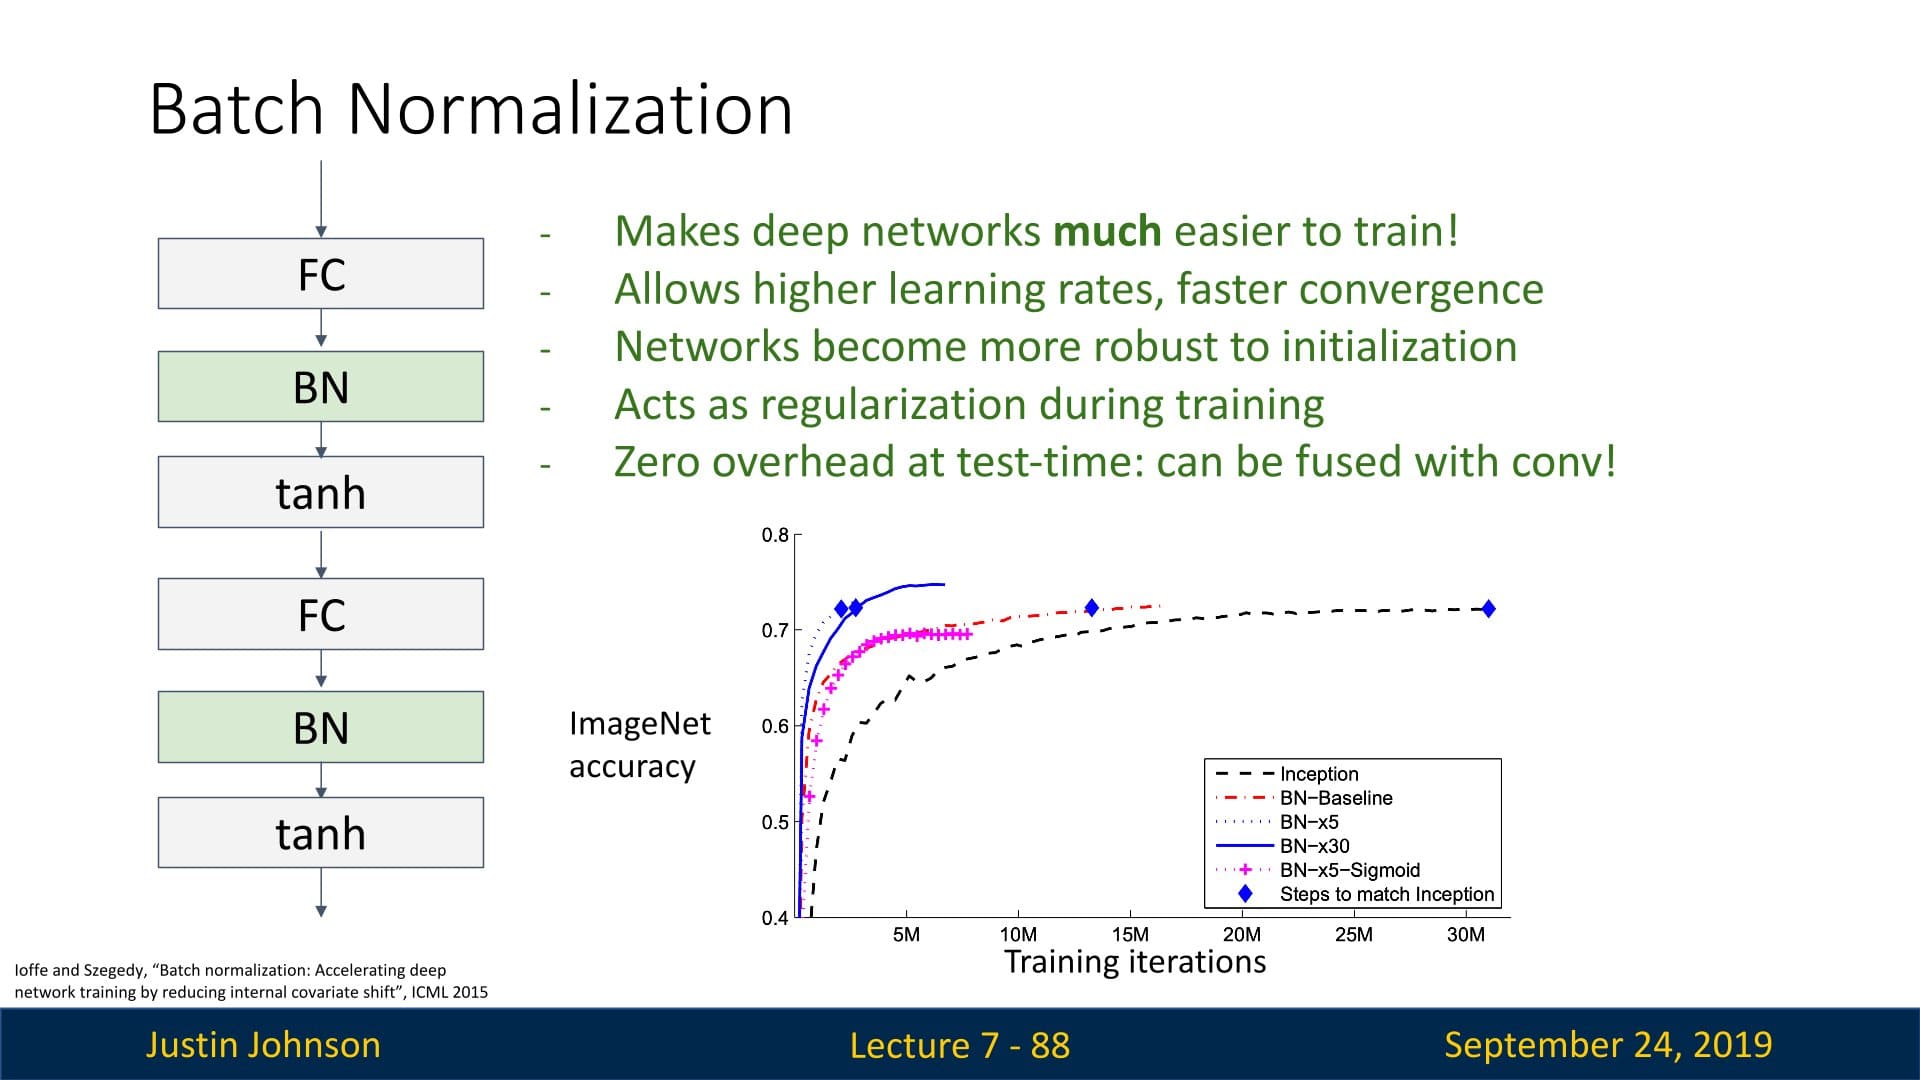 Batch Normalization
FC
BN
tanh
FC
BN
tanh
- Makes deep networks much easier to train!
- Allows higher learning rates, faster convergence
- Networks become more robust to initialization
- Acts as regularization during training
- Zero overhead at test-time: can be fused with conv!
ImageNet
accuracy
0.8
0.7
0.6
0.5
0.4
5M 10M 15M 20M 25M 30M
Training iterations
Inception
BN−Baseline
BN−x5
BN−x30
BN−x5−Sigmoid
Steps to match Inception
Ioffe and Szegedy, “Batch normalization: Accelerating deep
network training by reducing internal covariate shift”, ICML 2015
Justin Johnson
Lecture 7 - 88
September 24, 2019